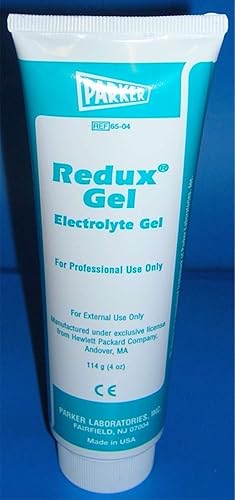 PARKER
REF 65-04
Redux®
Gel
Electrolyte Gel
For Professional Use Only
For External Use Only
Manufactured under exclusive license
from Hewlett Packard Company,
Andover, MA
114 g (4 oz)
CE
PARKER LABORATORIES, INC.
FAIRFIELD, NJ 07004
Made in USA